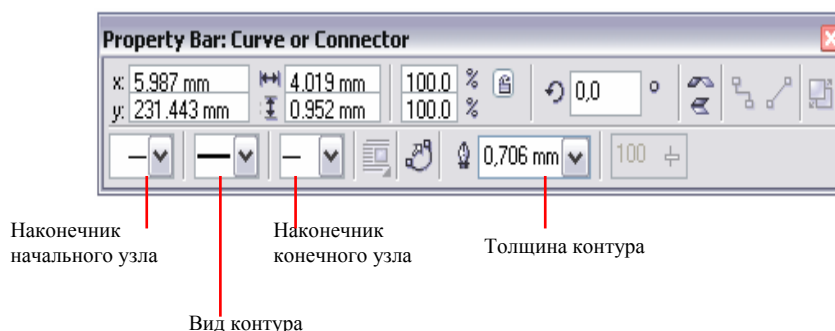 Property Bar: Curve or Connector
x: 5.987 mm 4.019 mm 100.0 % 0,0 °
y: 231.443 mm 0.952 mm 100.0 %
0,706 mm 100
Наконечник начального узла
Наконечник конечного узла
Толщина контура
Вид контура